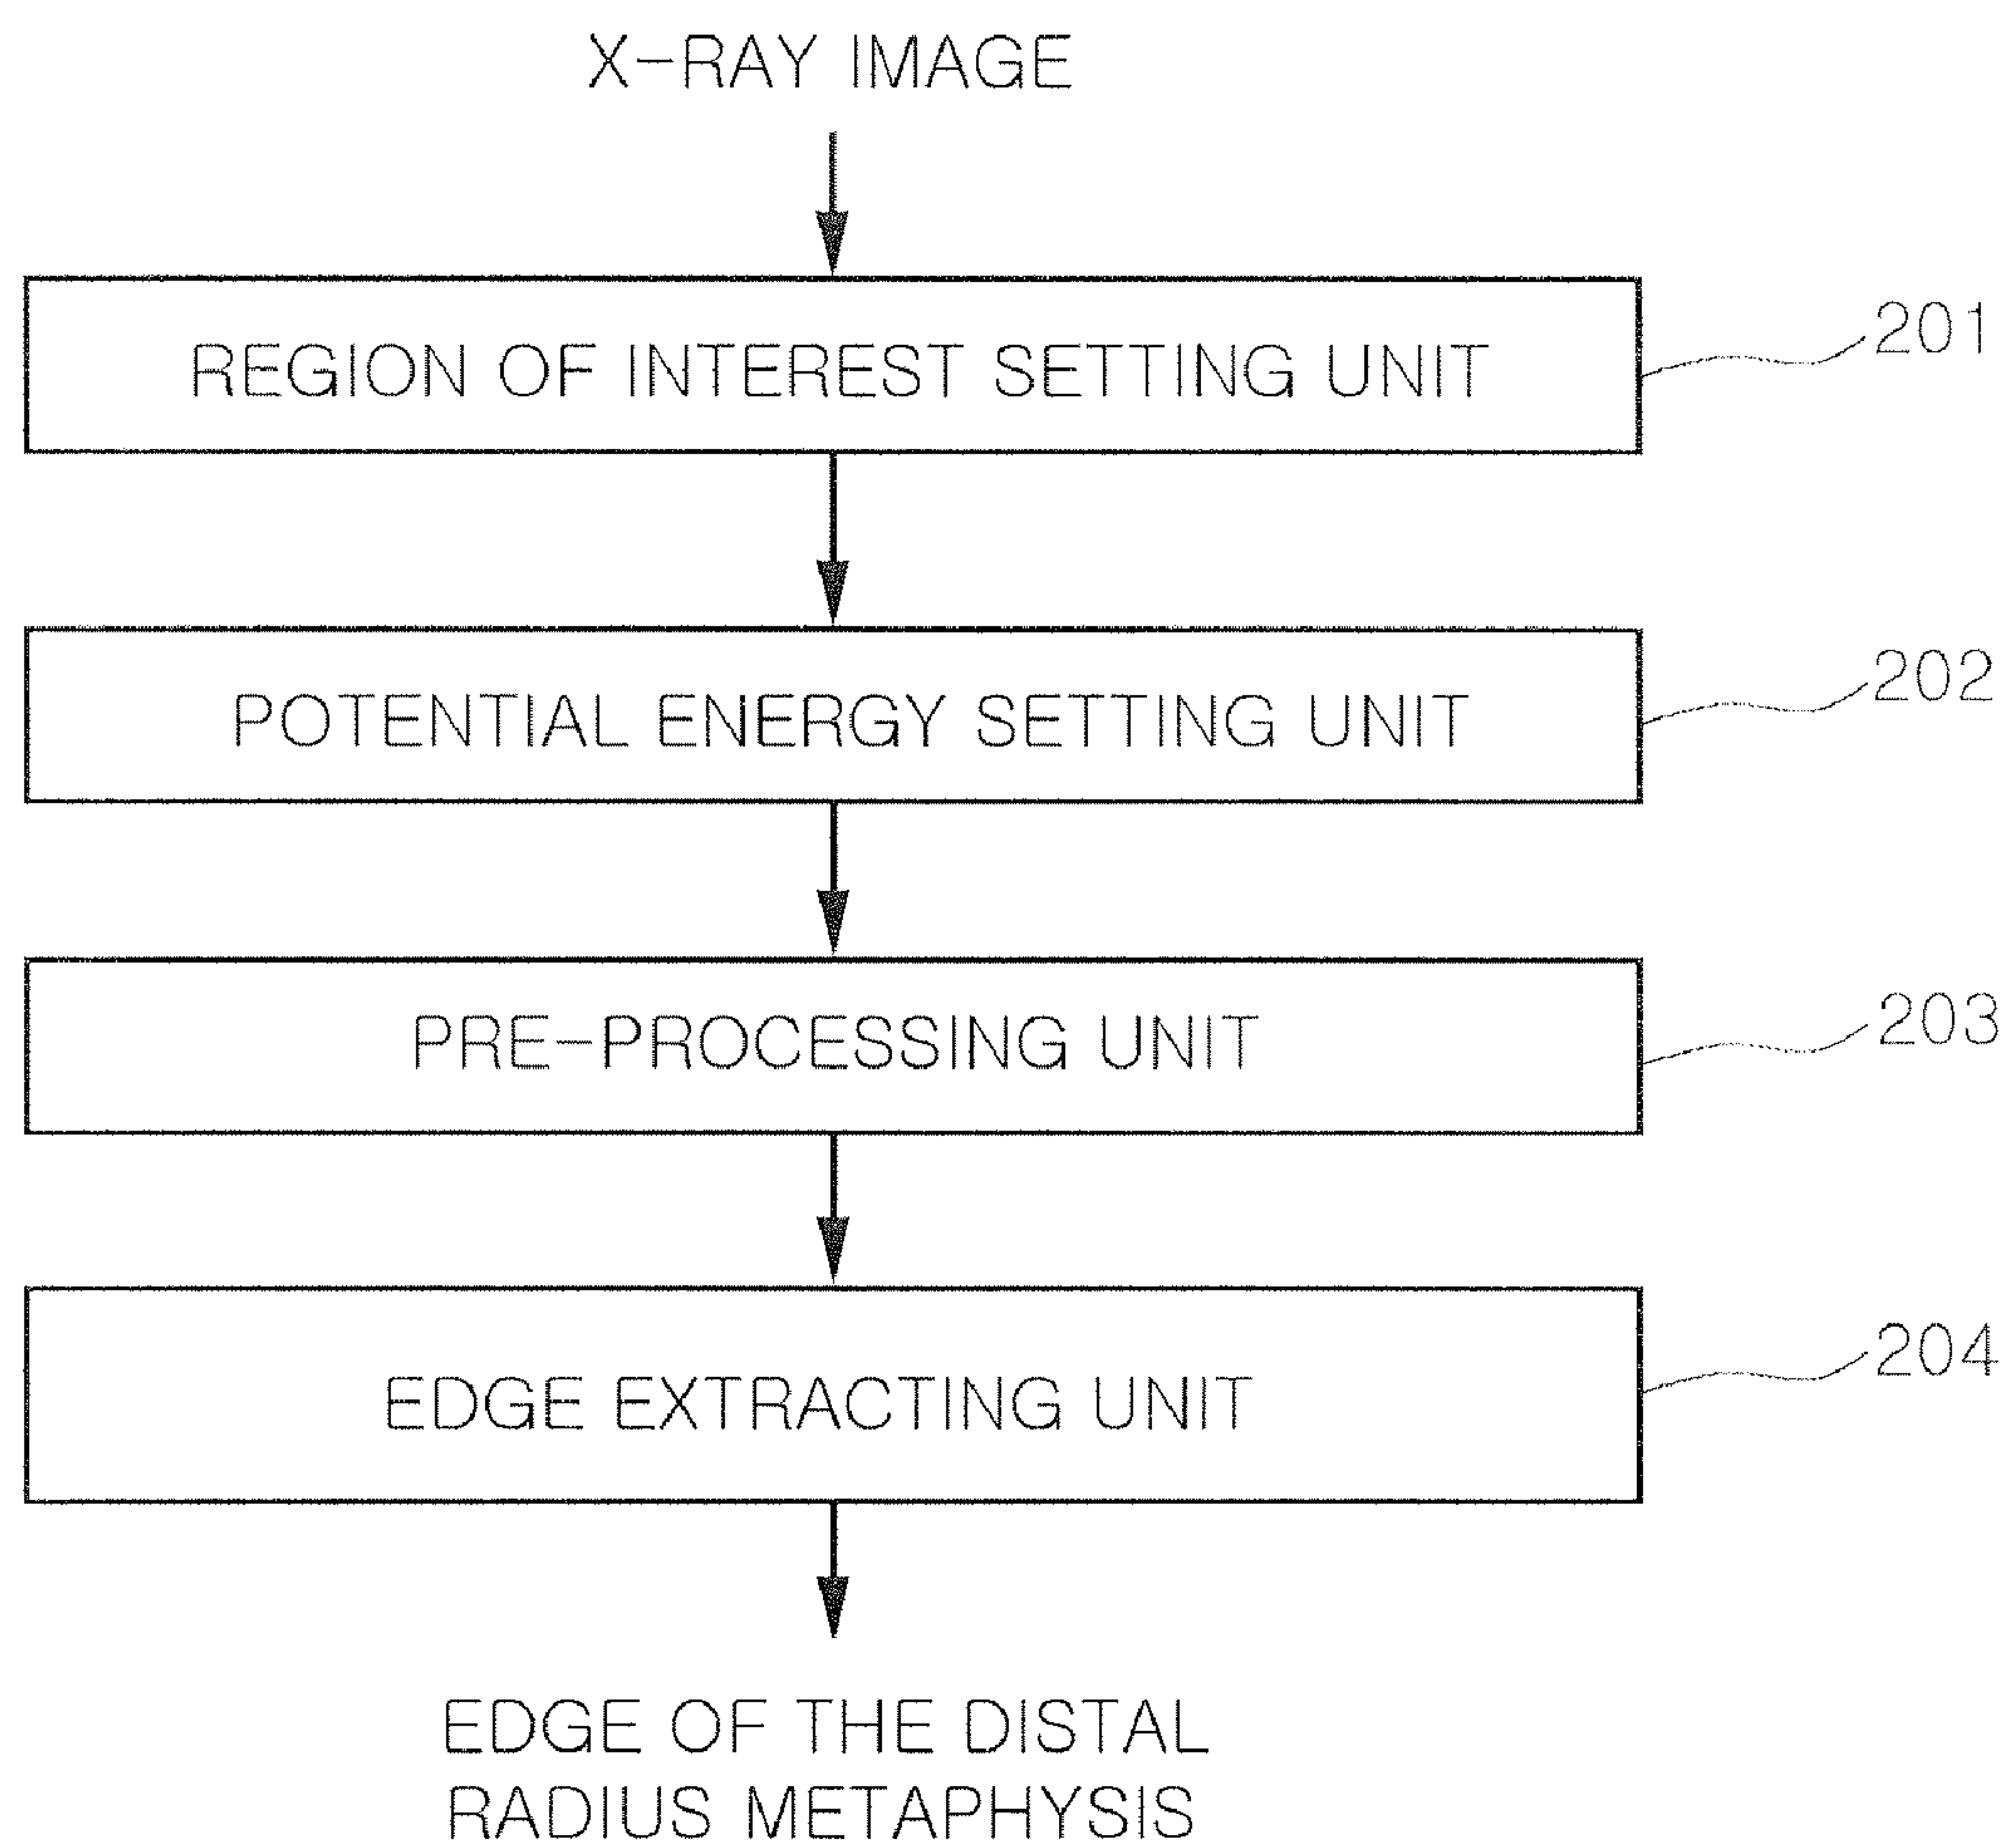 X-RAY IMAGE
REGION OF INTEREST SETTING UNIT
201
POTENTIAL ENERGY SETTING UNIT
202
PRE-PROCESSING UNIT
203
EDGE EXTRACTING UNIT
204
EDGE OF THE DISTAL
RADIUS METAPHYSIS